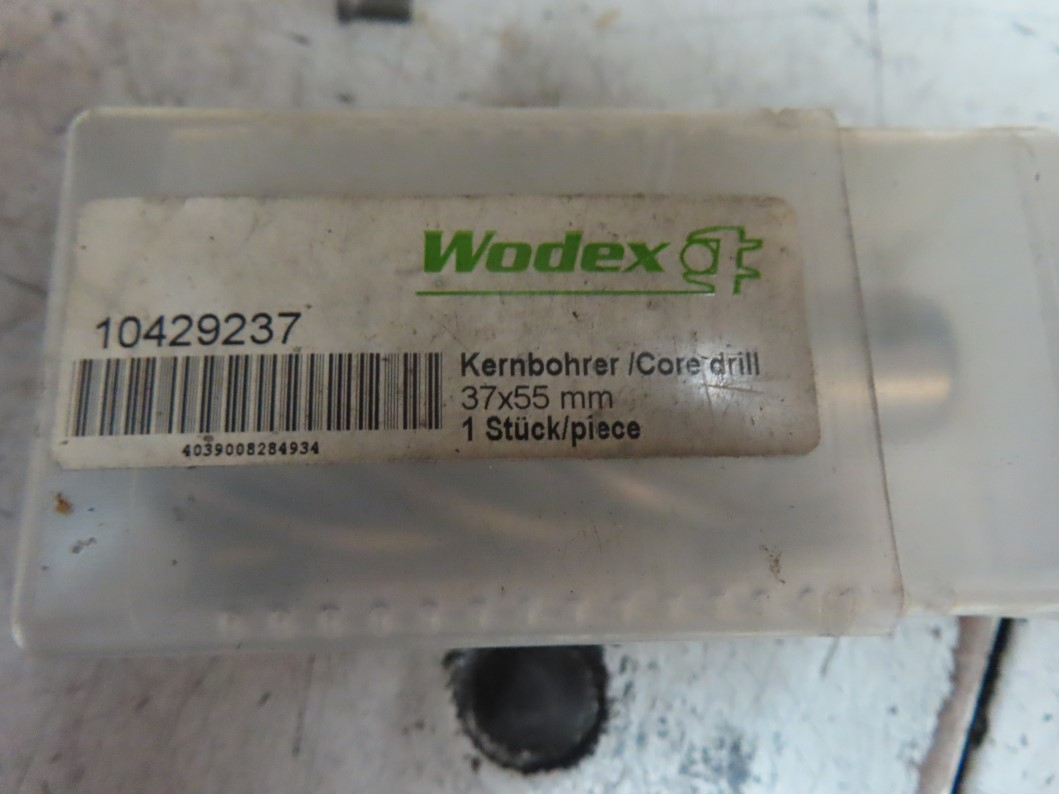 Wodex
10429237
Kernbohrer /Core drill
37x55 mm
1 Stück/piece
4039008284934